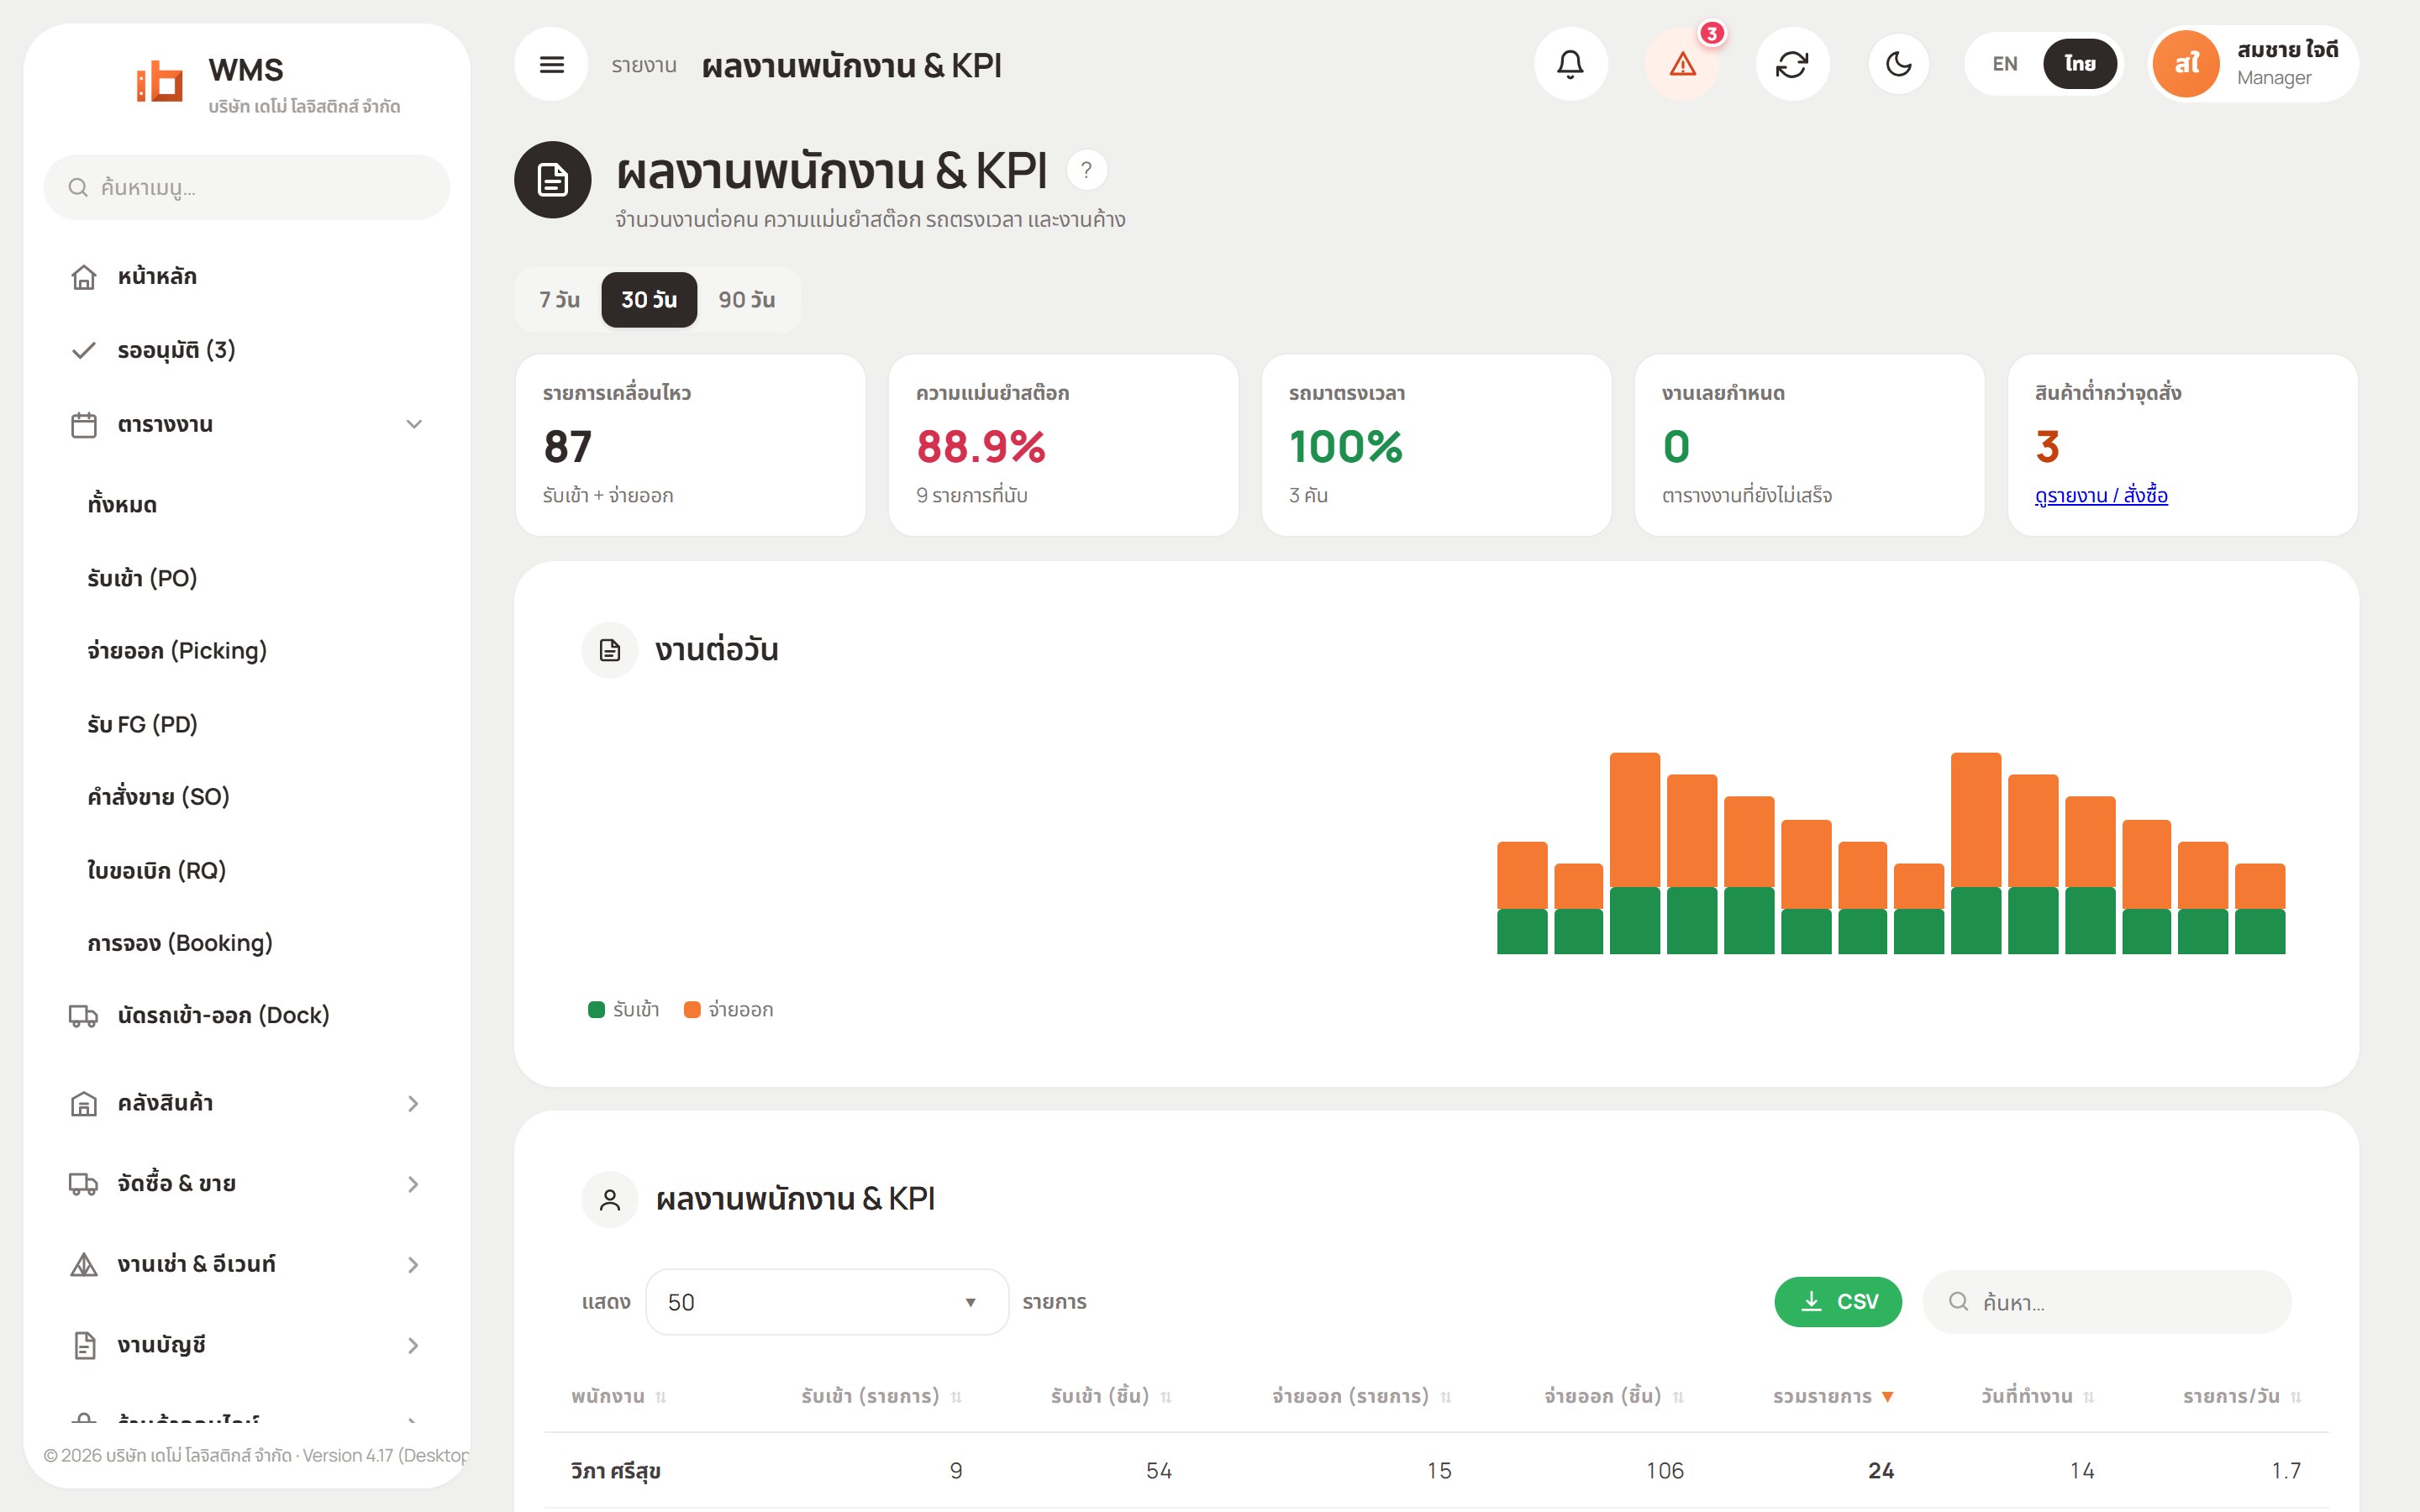 WMS
บริษัท เดโม่ โลจิสติกส์ จำกัด
ค้นหาเมนู...
หน้าหลัก
รออนุมัติ (3)
ตารางงาน
ทั้งหมด
รับเข้า (PO)
จ่ายออก (Picking)
รับ FG (PD)
คำสั่งขาย (SO)
ใบขอเบิก (RQ)
การจอง (Booking)
นัดรถเข้า-ออก (Dock)
คลังสินค้า
จัดซื้อ & ขาย
งานเช่า & อีเวนท์
งานบัญชี
© 2026 บริษัท เดโม่ โลจิสติกส์ จำกัด · Version 4.17 (Desktop
รายงาน ผลงานพนักงาน & KPI
3
EN ไทย
สใ
สมชาย ใจดี
Manager
ผลงานพนักงาน & KPI ?
จำนวนงานต่อคน ความแม่นยำสต๊อก รถตรงเวลา และงานค้าง
7 วัน 30 วัน 90 วัน
รายการเคลื่อนไหว
87
รับเข้า + จ่ายออก
ความแม่นยำสต๊อก
88.9%
9 รายการที่นับ
รถมาตรงเวลา
100%
3 คัน
งานเลยกำหนด
0
ตารางงานที่ยังไม่เสร็จ
สินค้าต่ำกว่าจุดสั่ง
3
ดูรายงาน / สั่งซื้อ
งานต่อวัน
รับเข้า จ่ายออก
ผลงานพนักงาน & KPI
แสดง 50 รายการ
CSV
ค้นหา...
พนักงาน รับเข้า (รายการ) รับเข้า (ชิ้น) จ่ายออก (รายการ) จ่ายออก (ชิ้น) รวมรายการ วันที่ทำงาน รายการ/วัน
วิภา ศรีสุข 9 54 15 106 24 14 1.7